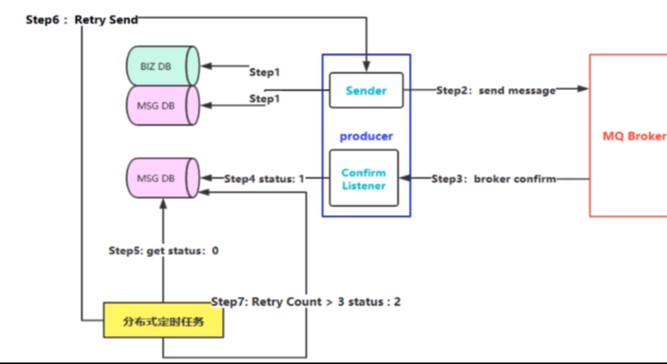 Step6： Retry Send
BIZ DB
Step1
MSG DB
Step1
Sender
Step2：send message
producer
MQ Broker
MSG DB
Step4 status: 1
Confirm
Listener
Step3：broker confirm
Step5: get status：0
Step7: Retry Count > 3 status : 2
分布式定时任务